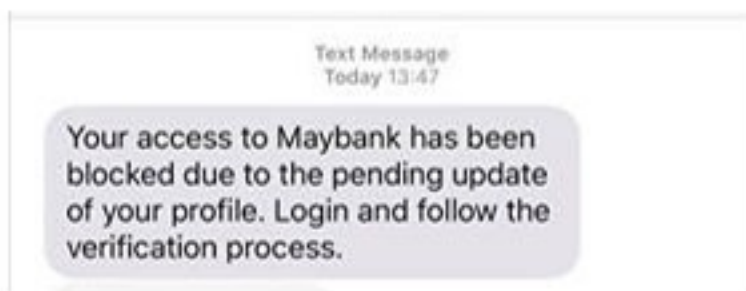 Text Message
Today 13:47
Your access to Maybank has been
blocked due to the pending update
of your profile. Login and follow the
verification process.